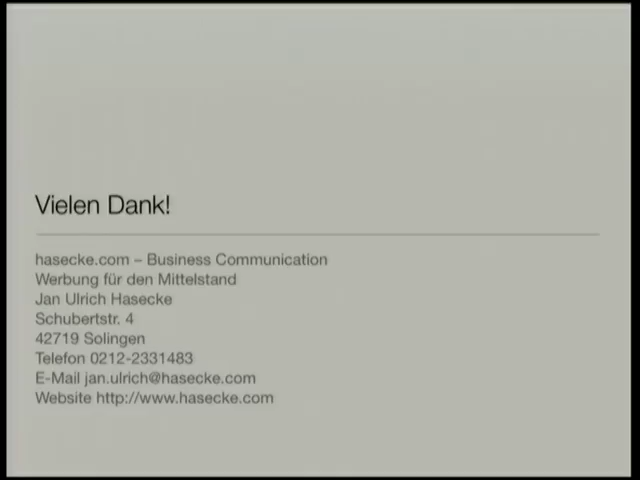 Vielen Dank!
hasecke.com – Business Communication
Werbung für den Mittelstand
Jan Ulrich Hasecke
Schubertstr. 4
42719 Solingen
Telefon 0212-2331483
E-Mail jan.ulrich@hasecke.com
Website http://www.hasecke.com